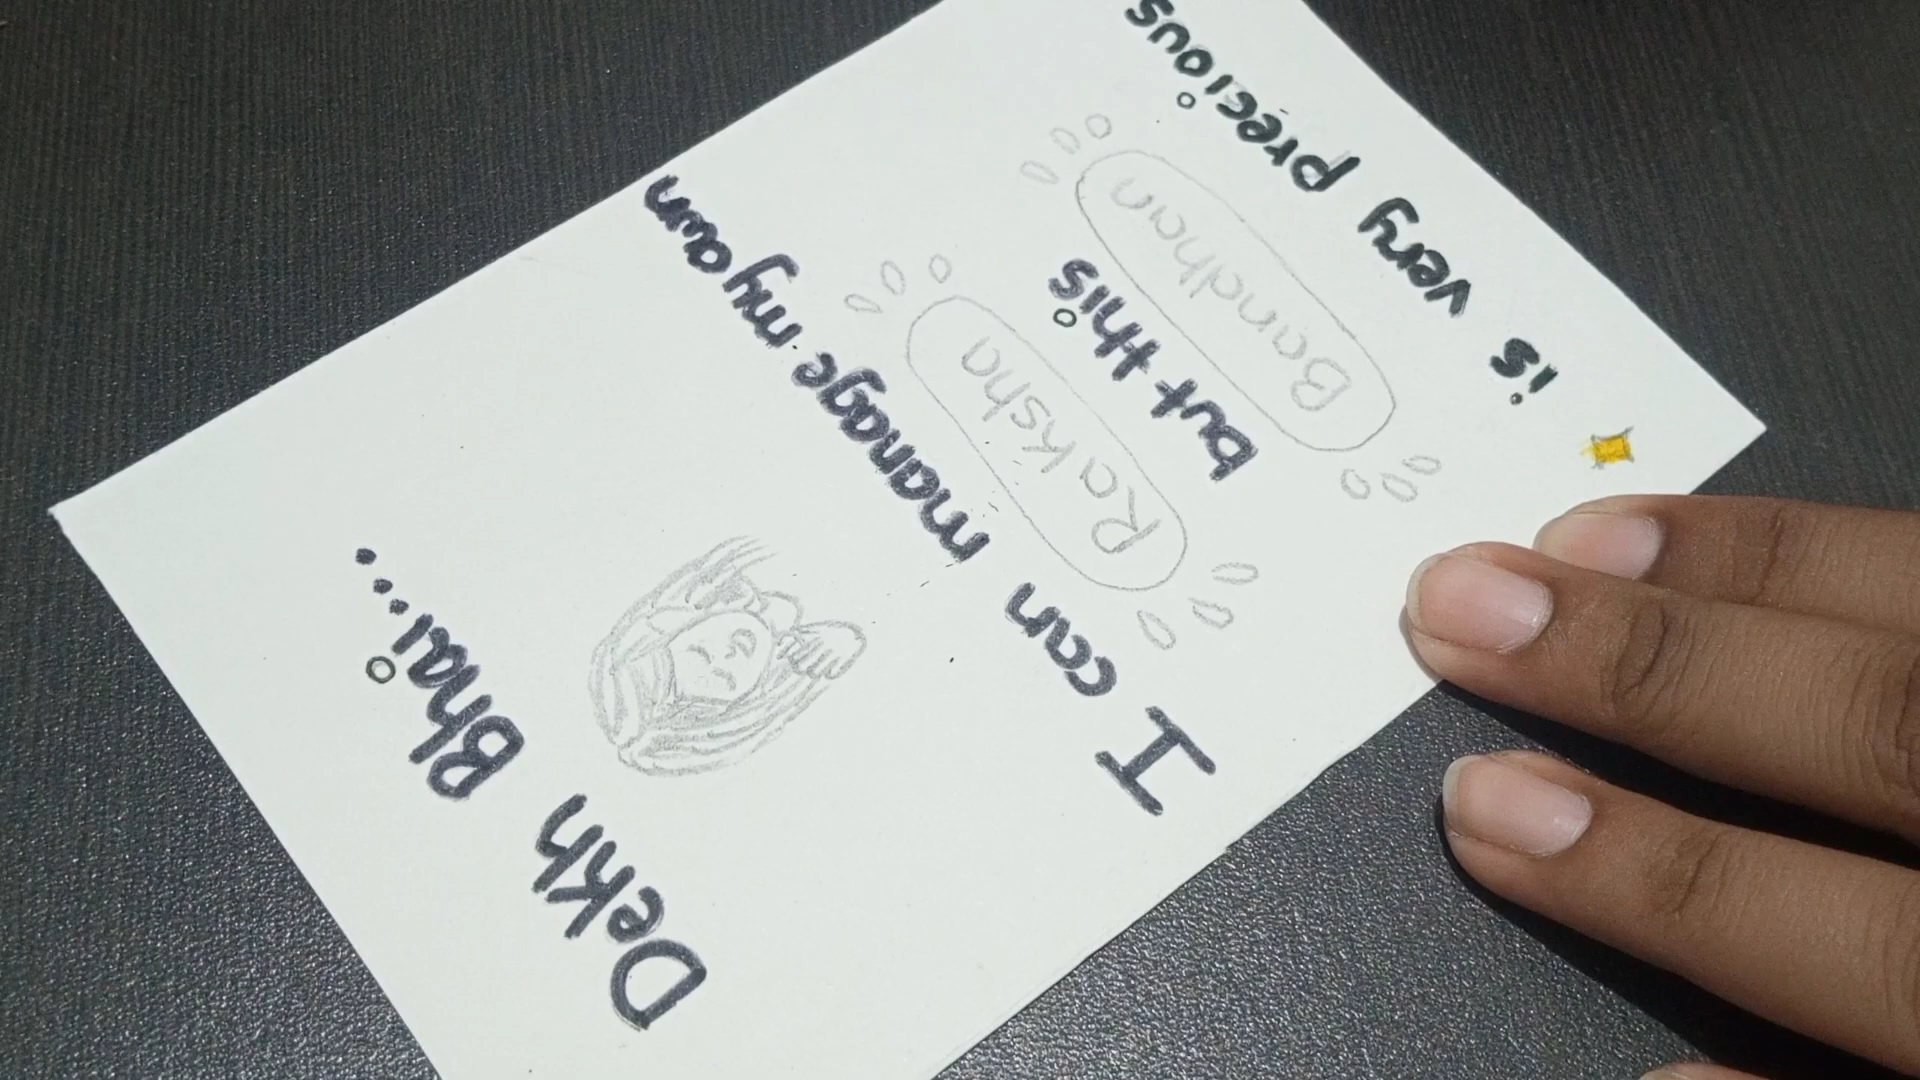 Dekh Bhai....
I can manage my own
Raksha
but this
Bandhan
is very precious